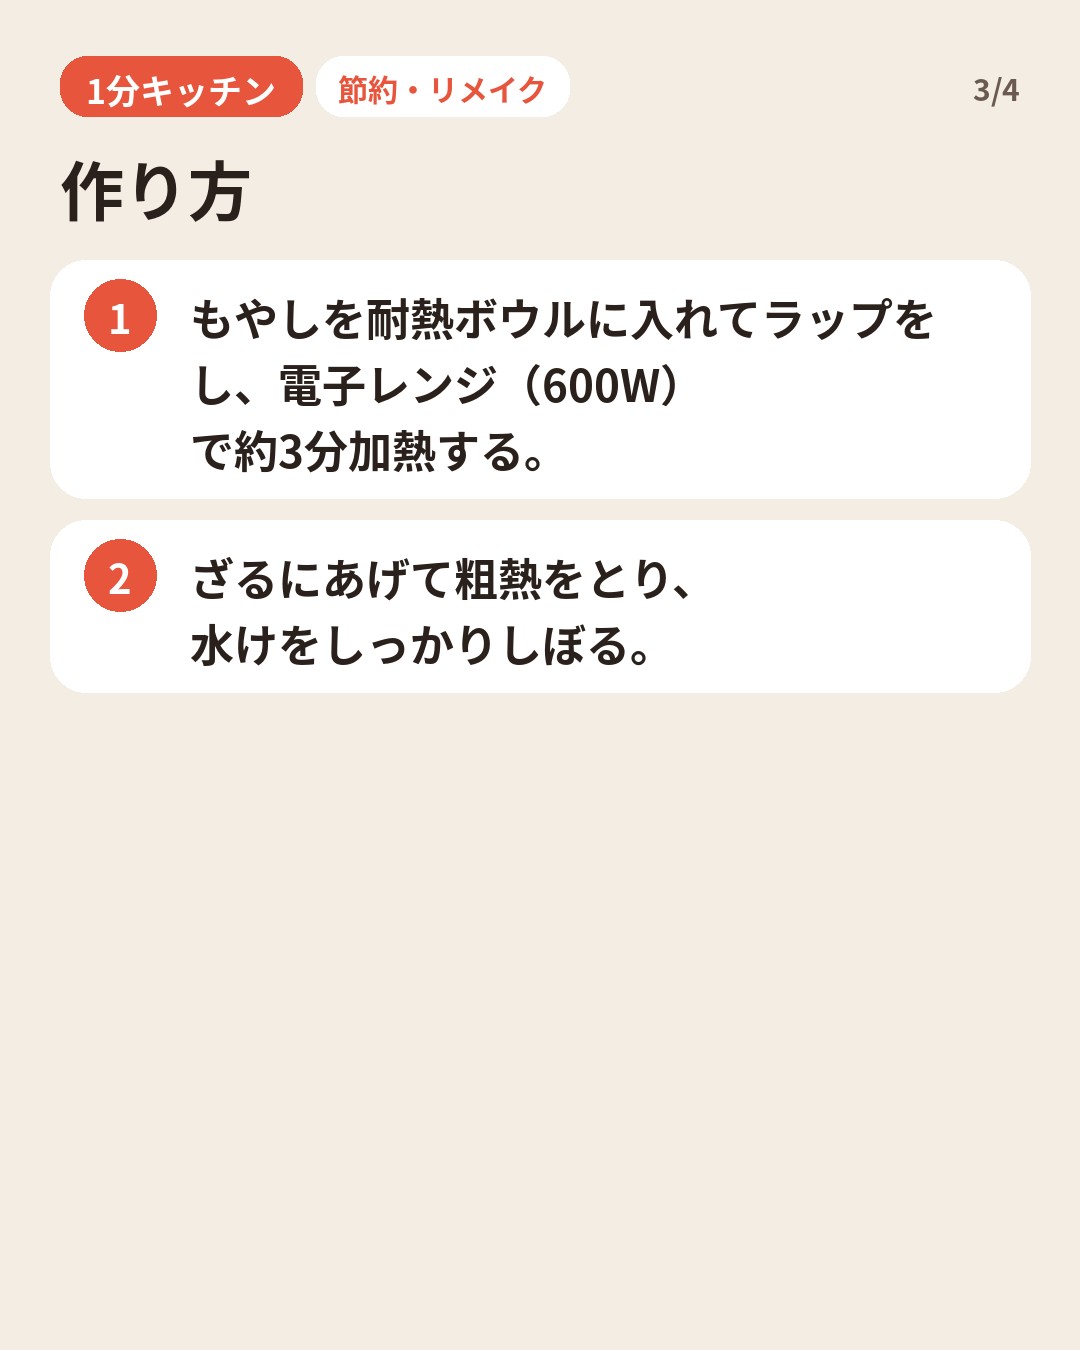 1分キッチン
節約・リメイク
3/4
作り方
1
もやしを耐熱ボウルに入れてラップを
し、電子レンジ（600W）
で約3分加熱する。
2
ざるにあげて粗熱をとり、
水けをしっかりしぼる。